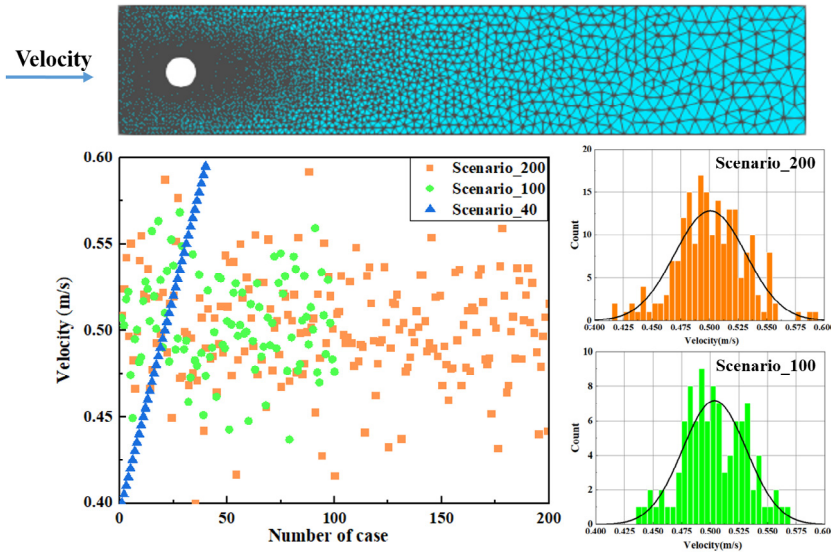 Velocity
Velocity (m/s)
0.60
0.55
0.50
0.45
0.40
0
50
100
150
200
Number of case
Scenario_200
Scenario_100
Scenario_40
Scenario_200
Count
20
15
10
5
0
0.400 0.425 0.450 0.475 0.500 0.525 0.550 0.575 0.600
Velocity(m/s)
Scenario_100
Count
10
8
6
4
2
0
0.400 0.425 0.450 0.475 0.500 0.525 0.550 0.575 0.600
Velocity(m/s)